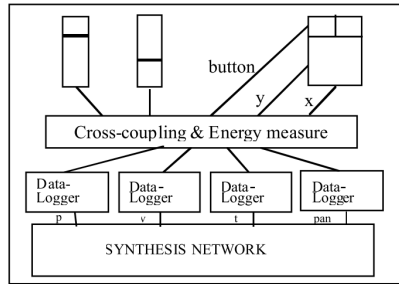 button
y
x
Cross-coupling & Energy measure
Data-
Logger
Data-
Logger
Data-
Logger
Data-
Logger
p
v
t
pan
SYNTHESIS NETWORK